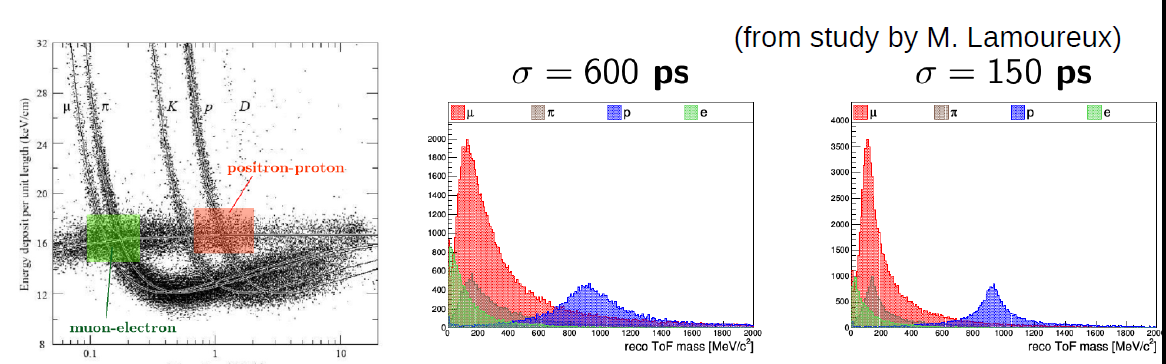 (from study by M. Lamoureux)
σ = 600 ps
σ = 150 ps
Energy deposit per unit length (keV/cm)
32
28
24
20
16
12
8
μ
π
K
p
D
positron-proton
muon-electron
0.1
1
10
μ π p e
2000
1800
1600
1400
1200
1000
800
600
400
200
0
0 200 400 600 800 1000 1200 1400 1600 1800 2000
reco ToF mass [MeV/c²]
μ π p e
4000
3500
3000
2500
2000
1500
1000
500
0
0 200 400 600 800 1000 1200 1400 1600 1800 2000
reco ToF mass [MeV/c²]